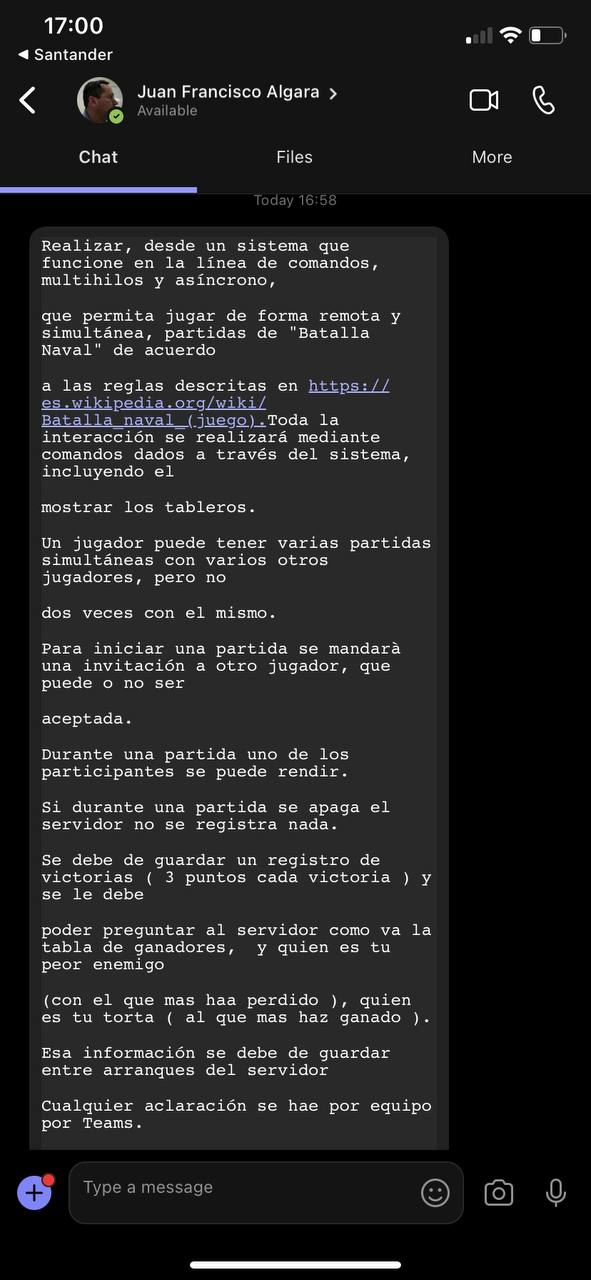 17:00
◀ Santander
Juan Francisco Algara >
Available
Chat
Files
More
Today 16:58
Realizar, desde un sistema que
funcione en la línea de comandos,
multihilos y asíncrono,
que permita jugar de forma remota y
simultánea, partidas de "Batalla
Naval" de acuerdo
a las reglas descritas en https://
es.wikipedia.org/wiki/
Batalla_naval_(juego).Toda la
interacción se realizará mediante
comandos dados a través del sistema,
incluyendo el
mostrar los tableros.
Un jugador puede tener varias partidas
simultáneas con varios otros
jugadores, pero no
dos veces con el mismo.
Para iniciar una partida se mandarà
una invitación a otro jugador, que
puede o no ser
aceptada.
Durante una partida uno de los
participantes se puede rendir.
Si durante una partida se apaga el
servidor no se registra nada.
Se debe de guardar un registro de
victorias ( 3 puntos cada victoria ) y
se le debe
poder preguntar al servidor como va la
tabla de ganadores,  y quien es tu
peor enemigo
(con el que mas haa perdido ), quien
es tu torta ( al que mas haz ganado ).
Esa información se debe de guardar
entre arranques del servidor
Cualquier aclaración se hae por equipo
por Teams.
Type a message